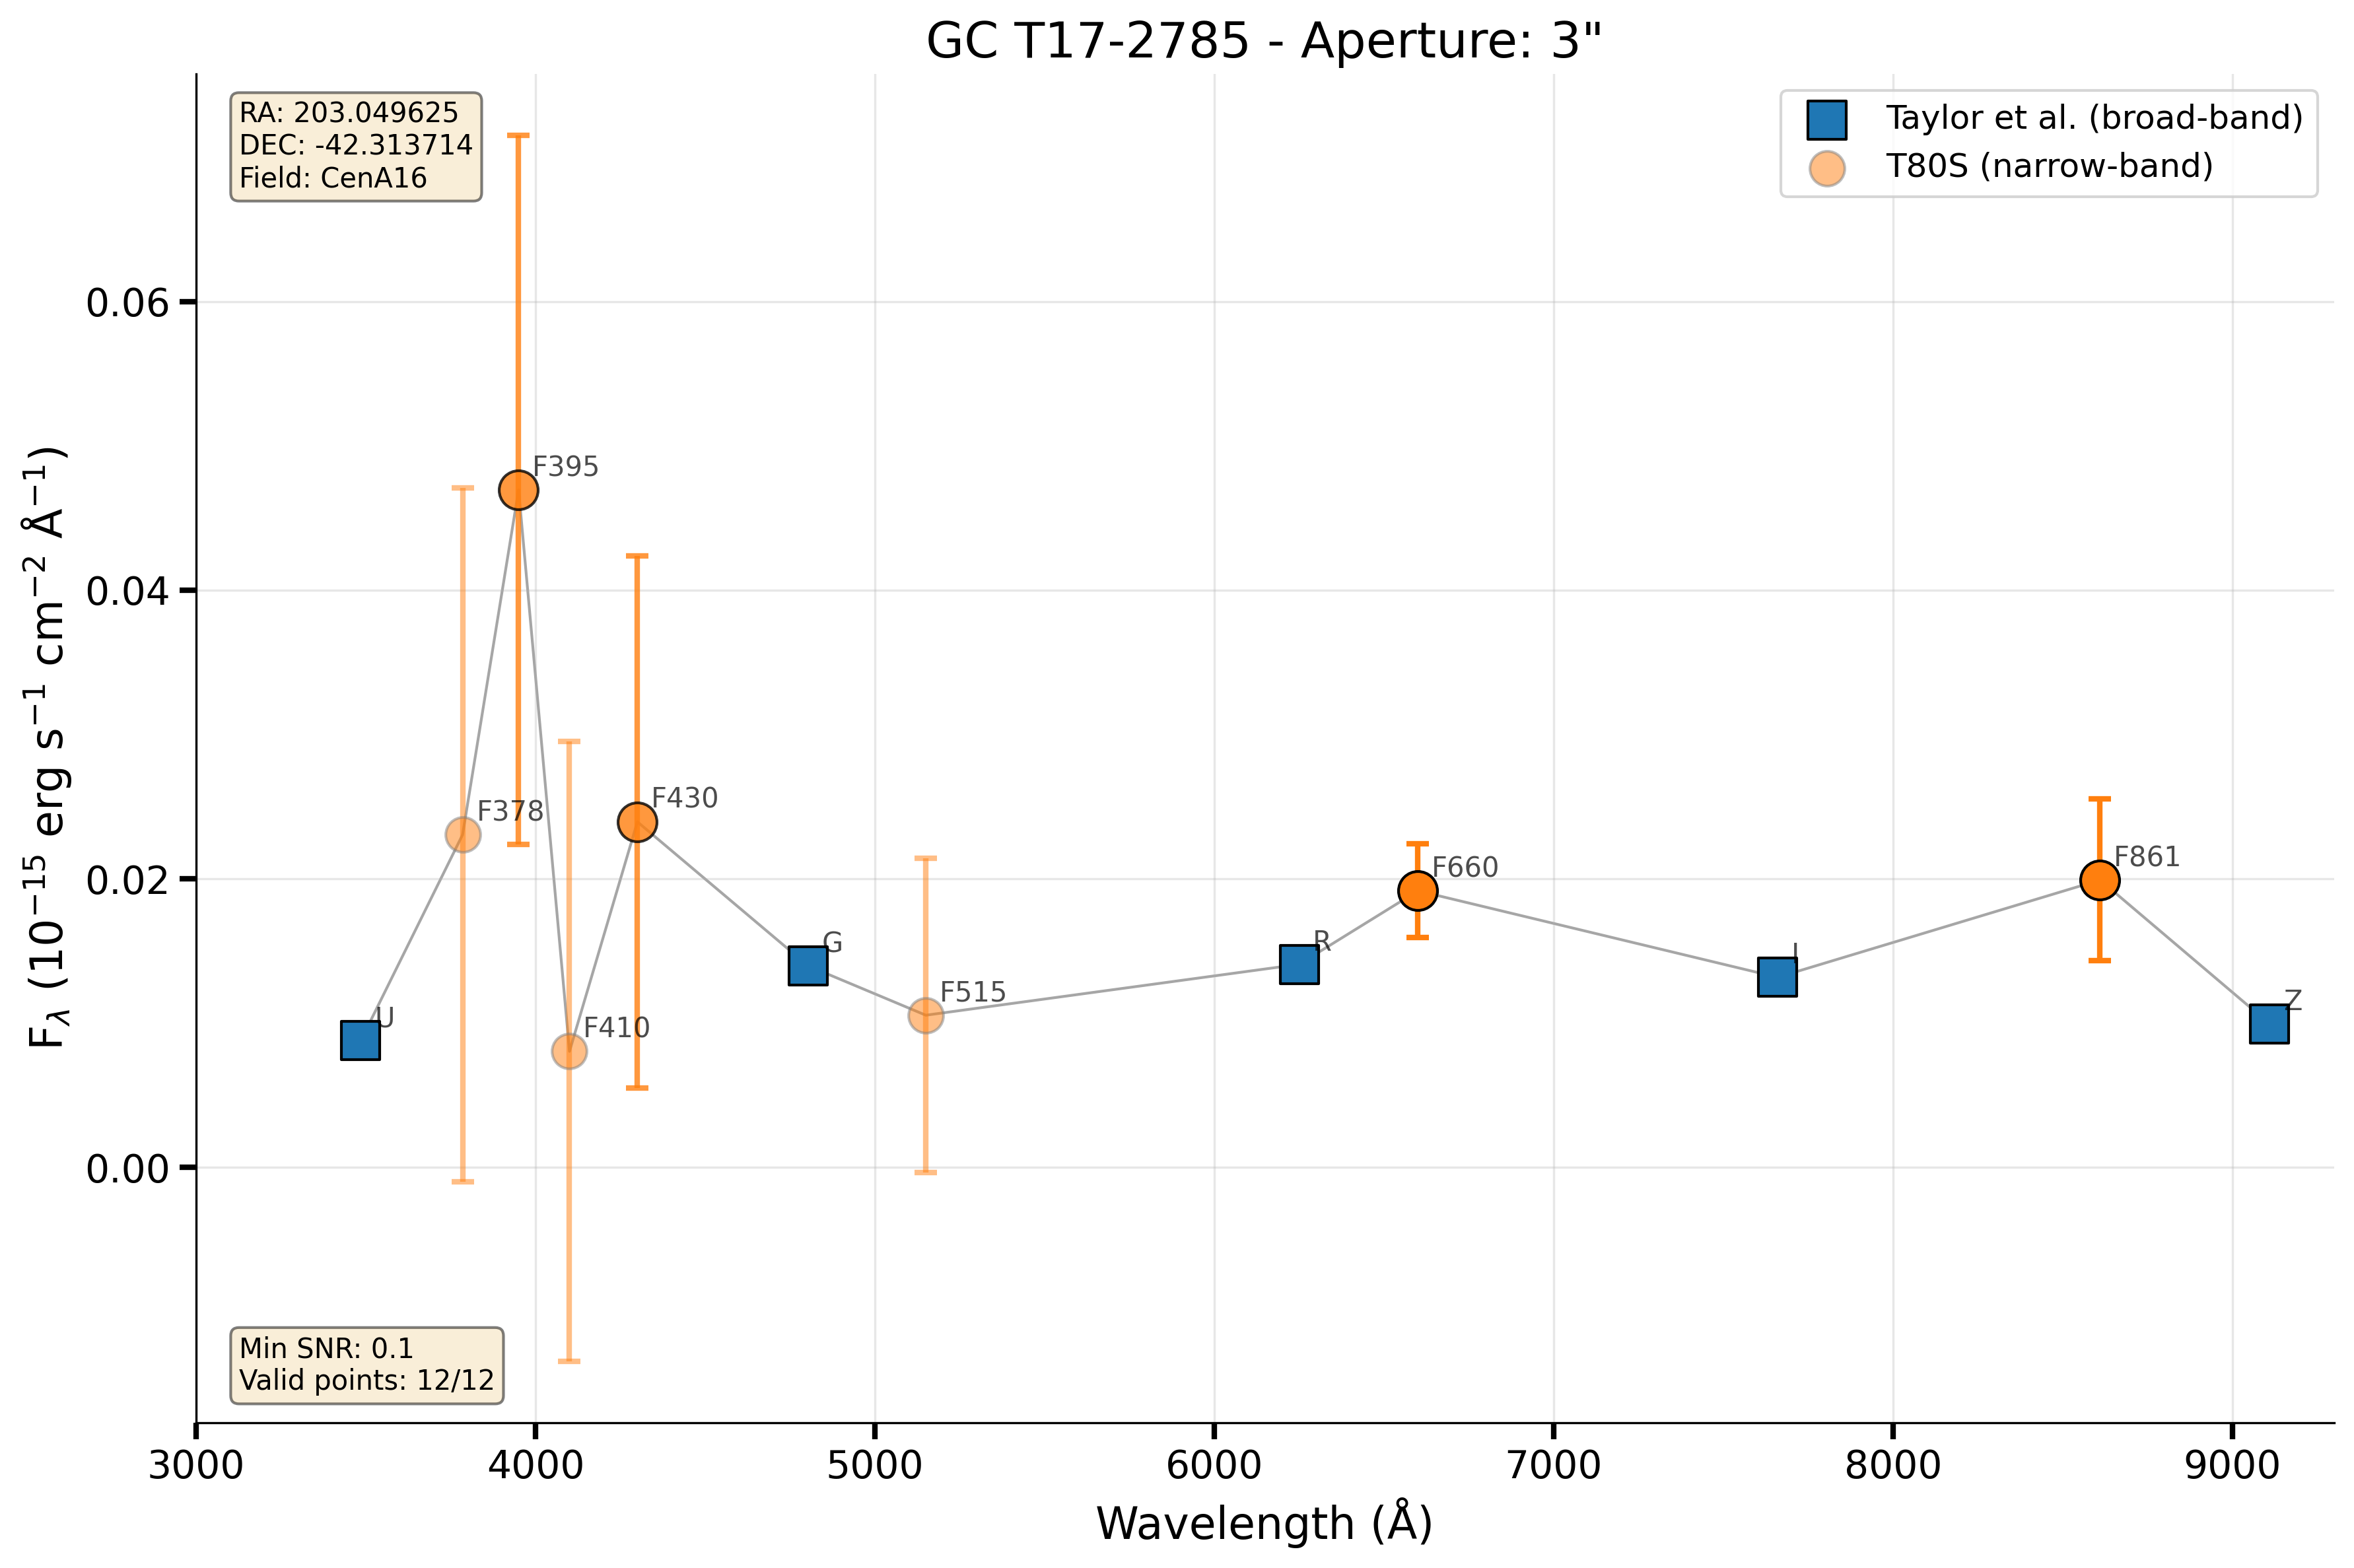 GC T17-2785 - Aperture: 3"
RA: 203.049625
DEC: -42.313714
Field: CenA16
Taylor et al. (broad-band)
T80S (narrow-band)
F395
F378
F430
F410
U
G
F515
R
F660
I
F861
Z
0.06
0.04
0.02
0.00
F_λ (10⁻¹⁵ erg s⁻¹ cm⁻² Å⁻¹)
Min SNR: 0.1
Valid points: 12/12
3000 4000 5000 6000 7000 8000 9000
Wavelength (Å)